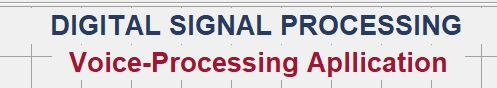 DIGITAL SIGNAL PROCESSING
Voice-Processing Apllication